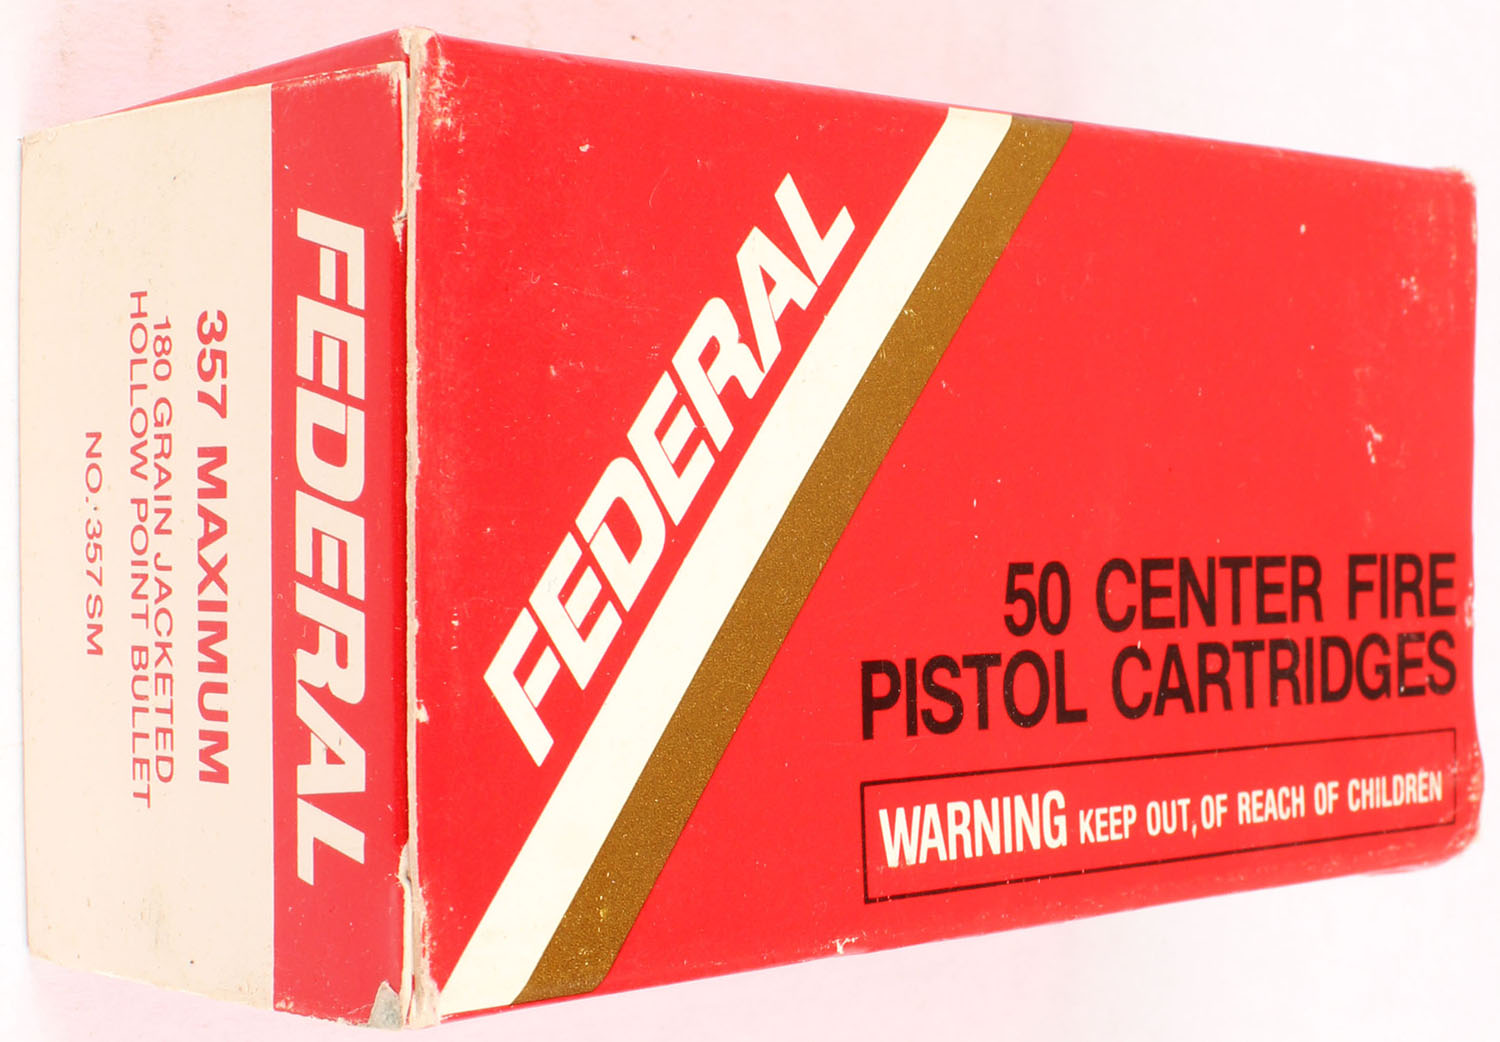 FEDERAL
357 MAXIMUM
180 GRAIN JACKETED
HOLLOW POINT BULLET
NO. 357SM
FEDERAL
50 CENTER FIRE
PISTOL CARTRIDGES
WARNING KEEP OUT OF REACH OF CHILDREN